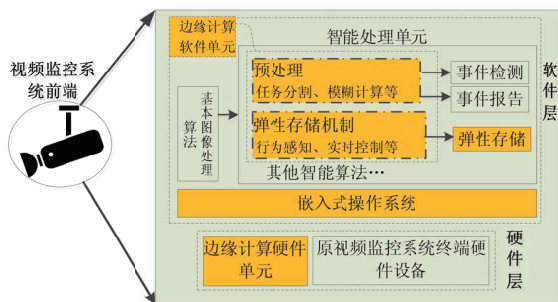 视频监控系
统前端
边缘计算
软件单元
智能处理单元
软件层
预处理
任务分割、模糊计算等
事件检测
事件报告
基本图像处理
算法
弹性存储机制
行为感知、实时控制等
弹性存储
其他智能算法…
嵌入式操作系统
边缘计算硬件
单元
原视频监控系统终端硬
件设备
硬件层